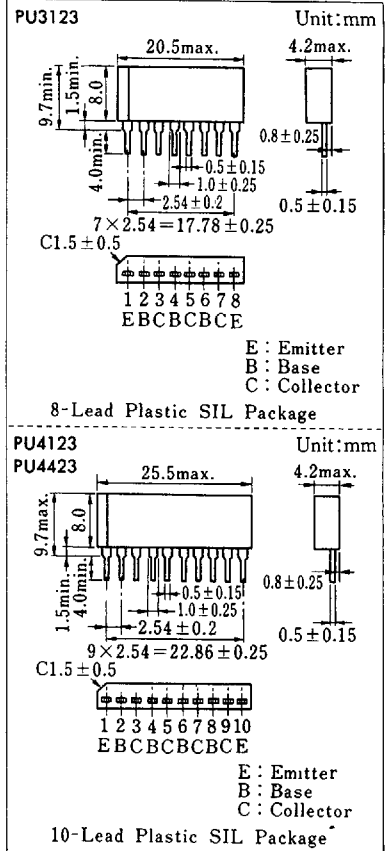 PU3123 Unit:mm
20.5max. 4.2max.
9.7min. 1.5min. 8.0
4.0min.
0.8±0.25
0.5±0.15
1.0±0.25
2.54±0.2
0.5±0.15
7×2.54=17.78±0.25
C1.5±0.5
1 2 3 4 5 6 7 8
E B C B C B C E
E : Emitter
B : Base
C : Collector
8-Lead Plastic SIL Package
PU4123 Unit:mm
PU4423
25.5max. 4.2max.
9.7max. 8.0
1.5min. 4.0min.
0.5±0.15
0.8±0.25
1.0±0.25
2.54±0.2
0.5±0.15
9×2.54=22.86±0.25
C1.5±0.5
1 2 3 4 5 6 7 8 9 10
E B C B C B C B C E
E : Emitter
B : Base
C : Collector
10-Lead Plastic SIL Package